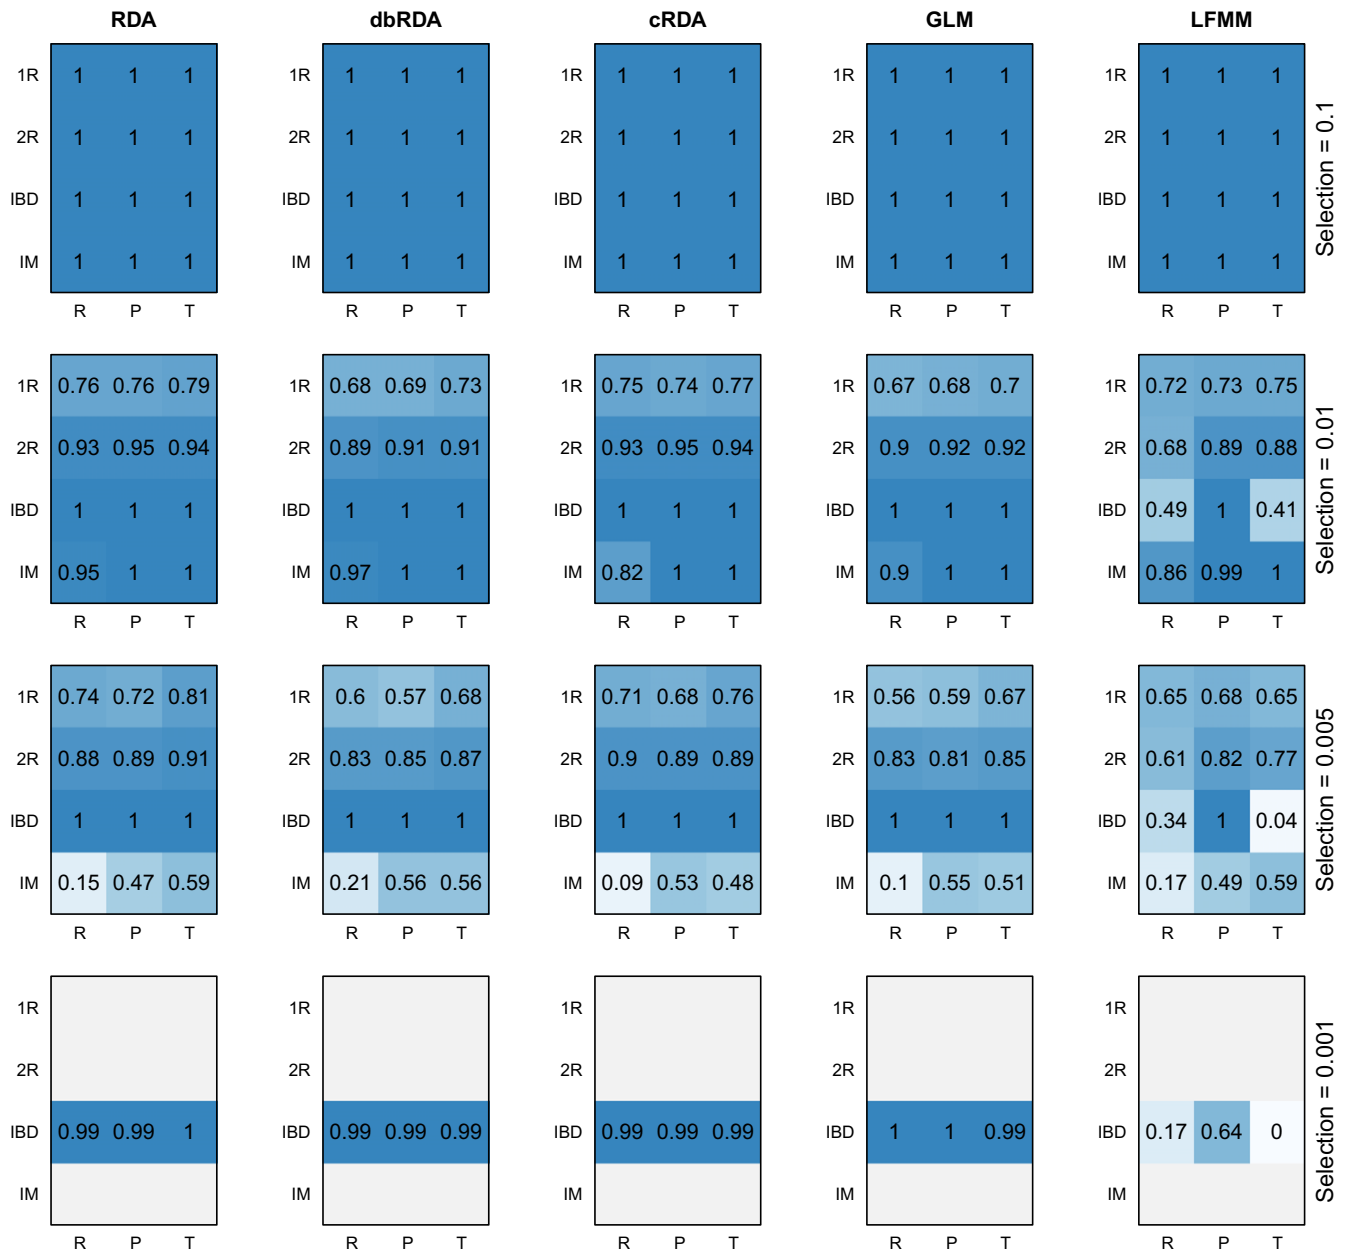 RDA dbRDA cRDA GLM LFMM
1R 1 1 1 1R 1 1 1 1R 1 1 1 1R 1 1 1 1R 1 1 1
2R 1 1 1 2R 1 1 1 2R 1 1 1 2R 1 1 1 2R 1 1 1
IBD 1 1 1 IBD 1 1 1 IBD 1 1 1 IBD 1 1 1 IBD 1 1 1
IM 1 1 1 IM 1 1 1 IM 1 1 1 IM 1 1 1 IM 1 1 1
R P T R P T R P T R P T R P T
Selection = 0.1
1R 0.76 0.76 0.79 1R 0.68 0.69 0.73 1R 0.75 0.74 0.77 1R 0.67 0.68 0.7 1R 0.72 0.73 0.75
2R 0.93 0.95 0.94 2R 0.89 0.91 0.91 2R 0.93 0.95 0.94 2R 0.9 0.92 0.92 2R 0.68 0.89 0.88
IBD 1 1 1 IBD 1 1 1 IBD 1 1 1 IBD 1 1 1 IBD 0.49 1 0.41
IM 0.95 1 1 IM 0.97 1 1 IM 0.82 1 1 IM 0.9 1 1 IM 0.86 0.99 1
R P T R P T R P T R P T R P T
Selection = 0.01
1R 0.74 0.72 0.81 1R 0.6 0.57 0.68 1R 0.71 0.68 0.76 1R 0.56 0.59 0.67 1R 0.65 0.68 0.65
2R 0.88 0.89 0.91 2R 0.83 0.85 0.87 2R 0.9 0.89 0.89 2R 0.83 0.81 0.85 2R 0.61 0.82 0.77
IBD 1 1 1 IBD 1 1 1 IBD 1 1 1 IBD 1 1 1 IBD 0.34 1 0.04
IM 0.15 0.47 0.59 IM 0.21 0.56 0.56 IM 0.09 0.53 0.48 IM 0.1 0.55 0.51 IM 0.17 0.49 0.59
R P T R P T R P T R P T R P T
Selection = 0.005
1R 1R 1R 1R 1R
2R 2R 2R 2R 2R
IBD 0.99 0.99 1 IBD 0.99 0.99 0.99 IBD 0.99 0.99 0.99 IBD 1 1 0.99 IBD 0.17 0.64 0
IM IM IM IM IM
R P T R P T R P T R P T R P T
Selection = 0.001